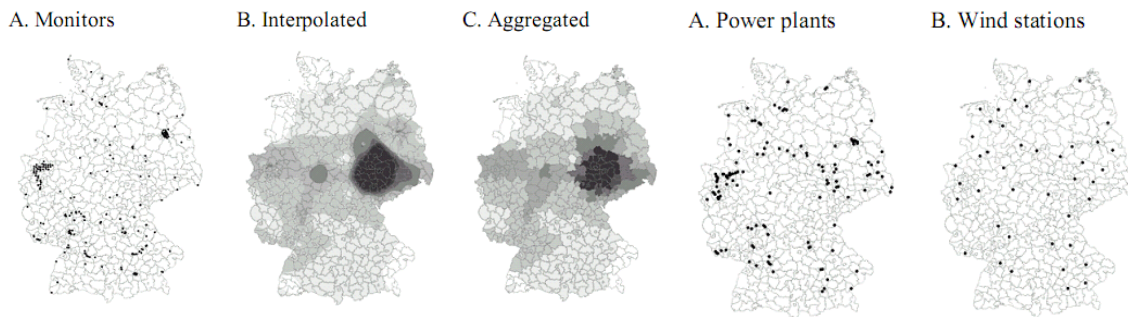 A. Monitors
B. Interpolated
C. Aggregated
A. Power plants
B. Wind stations